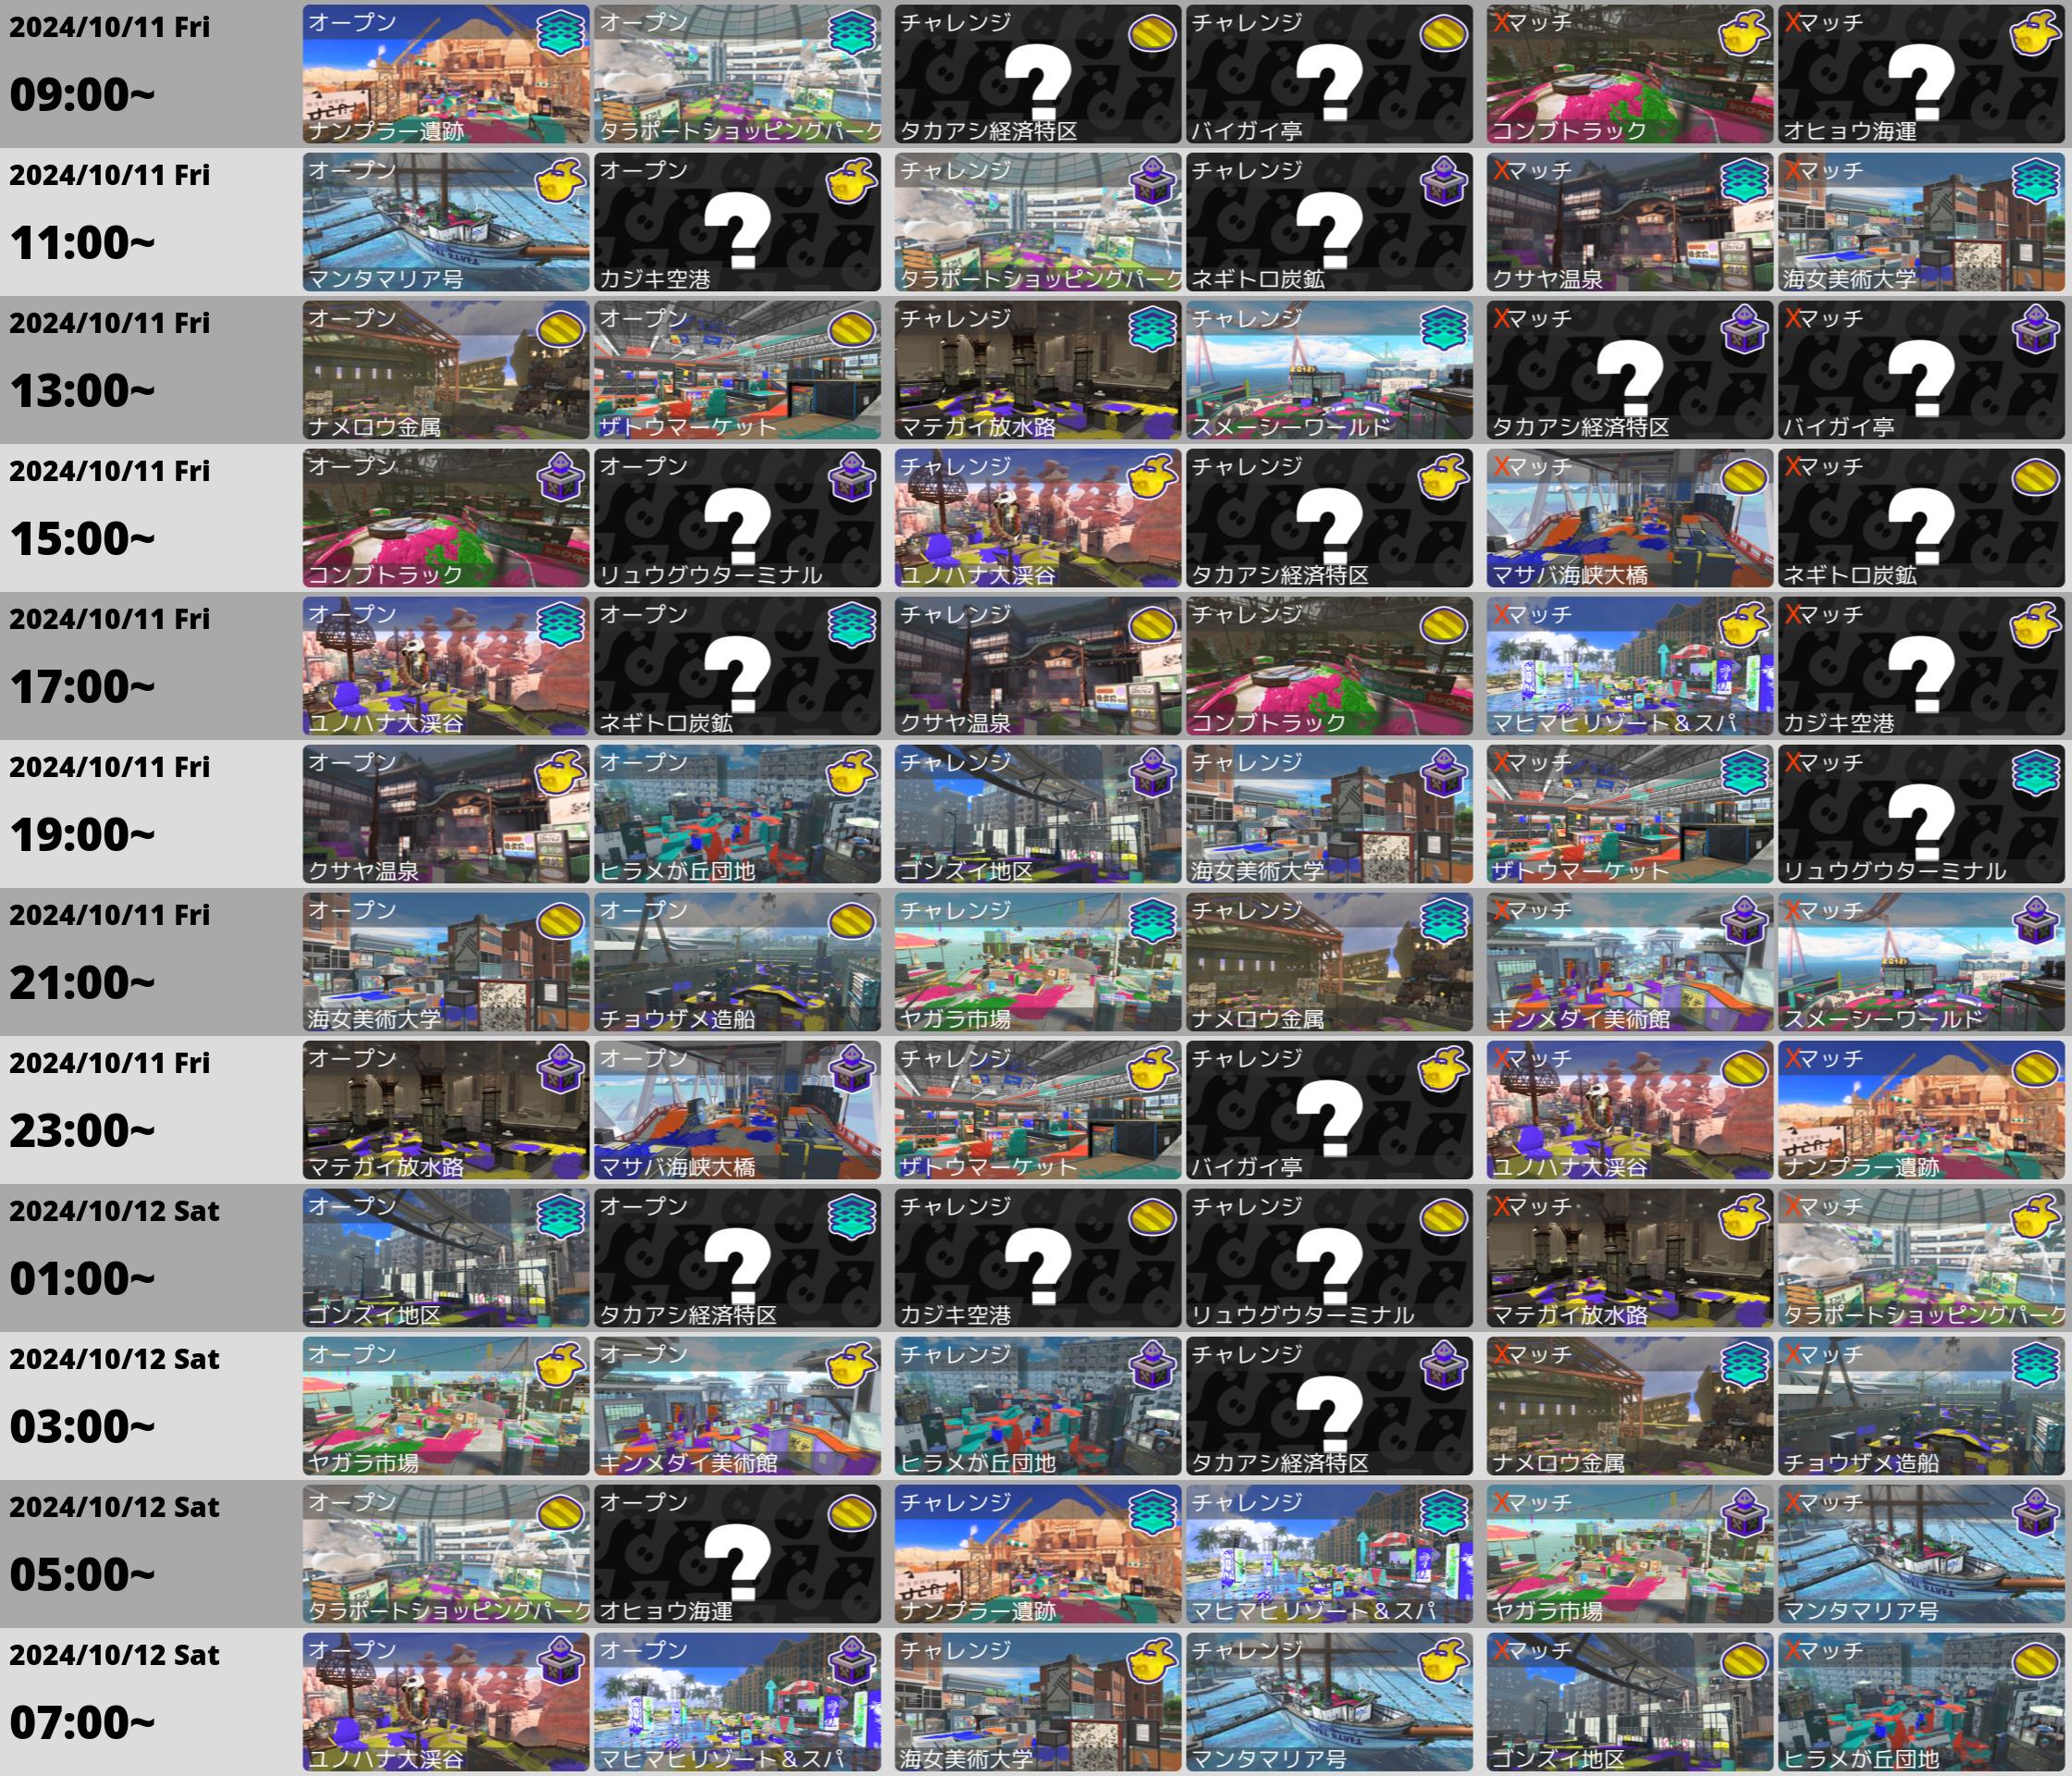 2024/10/11 Fri
09:00~
オープン
ナンプラー遺跡
オープン
タラポートショッピングパーク
チャレンジ
タカアシ経済特区
チャレンジ
バイガイ亭
Xマッチ
コンブトラック
Xマッチ
オヒョウ海運
2024/10/11 Fri
11:00~
オープン
マンタマリア号
オープン
カジキ空港
チャレンジ
タラポートショッピングパーク
チャレンジ
ネギトロ炭鉱
Xマッチ
クサヤ温泉
Xマッチ
海女美術大学
2024/10/11 Fri
13:00~
オープン
ナメロウ金属
オープン
ザトウマーケット
チャレンジ
マテガイ放水路
チャレンジ
スメーシーワールド
Xマッチ
タカアシ経済特区
Xマッチ
バイガイ亭
2024/10/11 Fri
15:00~
オープン
コンブトラック
オープン
リュウグウターミナル
チャレンジ
ユノハナ大渓谷
チャレンジ
タカアシ経済特区
Xマッチ
マサバ海峡大橋
Xマッチ
ネギトロ炭鉱
2024/10/11 Fri
17:00~
オープン
ユノハナ大渓谷
オープン
ネギトロ炭鉱
チャレンジ
クサヤ温泉
チャレンジ
コンブトラック
Xマッチ
マヒマヒリゾート＆スパ
Xマッチ
カジキ空港
2024/10/11 Fri
19:00~
オープン
クサヤ温泉
オープン
ヒラメが丘団地
チャレンジ
ゴンズイ地区
チャレンジ
海女美術大学
Xマッチ
ザトウマーケット
Xマッチ
リュウグウターミナル
2024/10/11 Fri
21:00~
オープン
海女美術大学
オープン
チョウザメ造船
チャレンジ
ヤガラ市場
チャレンジ
ナメロウ金属
Xマッチ
キンメダイ美術館
Xマッチ
スメーシーワールド
2024/10/11 Fri
23:00~
オープン
マテガイ放水路
オープン
マサバ海峡大橋
チャレンジ
ザトウマーケット
チャレンジ
バイガイ亭
Xマッチ
ユノハナ大渓谷
Xマッチ
ナンプラー遺跡
2024/10/12 Sat
01:00~
オープン
ゴンズイ地区
オープン
タカアシ経済特区
チャレンジ
カジキ空港
チャレンジ
リュウグウターミナル
Xマッチ
マテガイ放水路
Xマッチ
タラポートショッピングパーク
2024/10/12 Sat
03:00~
オープン
ヤガラ市場
オープン
キンメダイ美術館
チャレンジ
ヒラメが丘団地
チャレンジ
タカアシ経済特区
Xマッチ
ナメロウ金属
Xマッチ
チョウザメ造船
2024/10/12 Sat
05:00~
オープン
タラポートショッピングパーク
オープン
オヒョウ海運
チャレンジ
ナンプラー遺跡
チャレンジ
マヒマヒリゾート＆スパ
Xマッチ
ヤガラ市場
Xマッチ
マンタマリア号
2024/10/12 Sat
07:00~
オープン
ユノハナ大渓谷
オープン
マヒマヒリゾート＆スパ
チャレンジ
海女美術大学
チャレンジ
マンタマリア号
Xマッチ
ゴンズイ地区
Xマッチ
ヒラメが丘団地